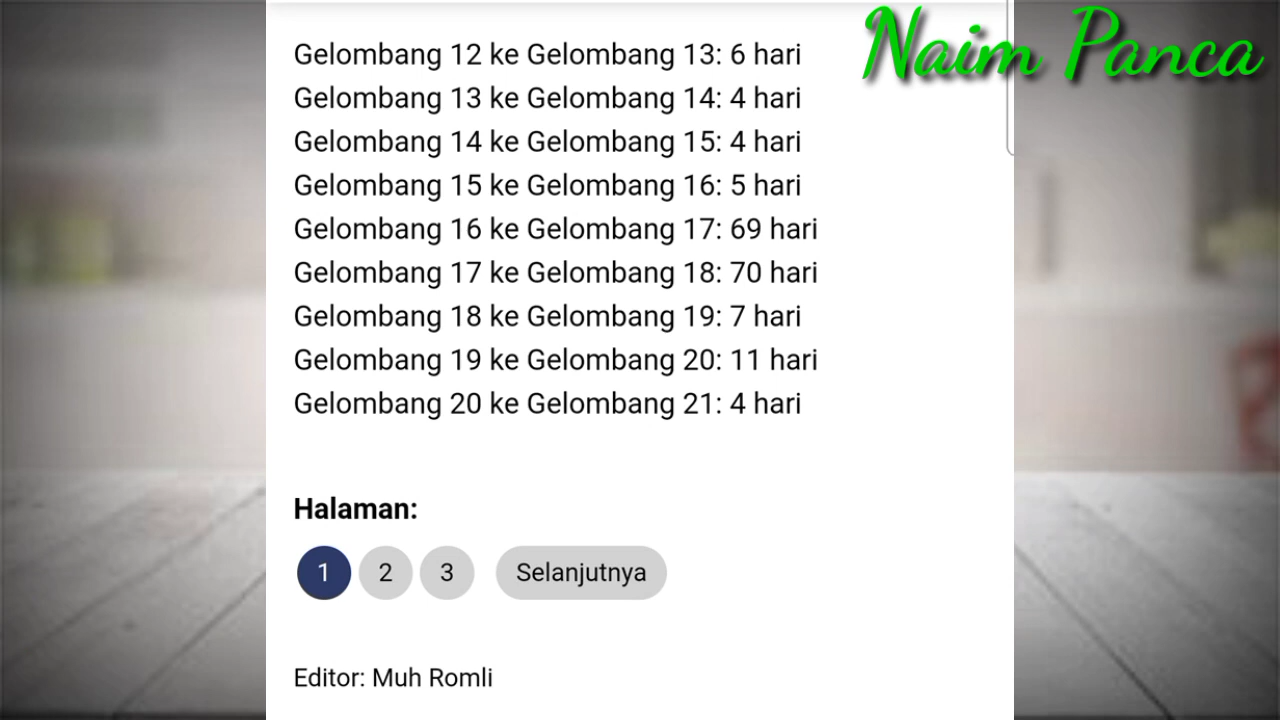 Naim Panca
Gelombang 12 ke Gelombang 13: 6 hari
Gelombang 13 ke Gelombang 14: 4 hari
Gelombang 14 ke Gelombang 15: 4 hari
Gelombang 15 ke Gelombang 16: 5 hari
Gelombang 16 ke Gelombang 17: 69 hari
Gelombang 17 ke Gelombang 18: 70 hari
Gelombang 18 ke Gelombang 19: 7 hari
Gelombang 19 ke Gelombang 20: 11 hari
Gelombang 20 ke Gelombang 21: 4 hari
Halaman:
1 2 3 Selanjutnya
Editor: Muh Romli